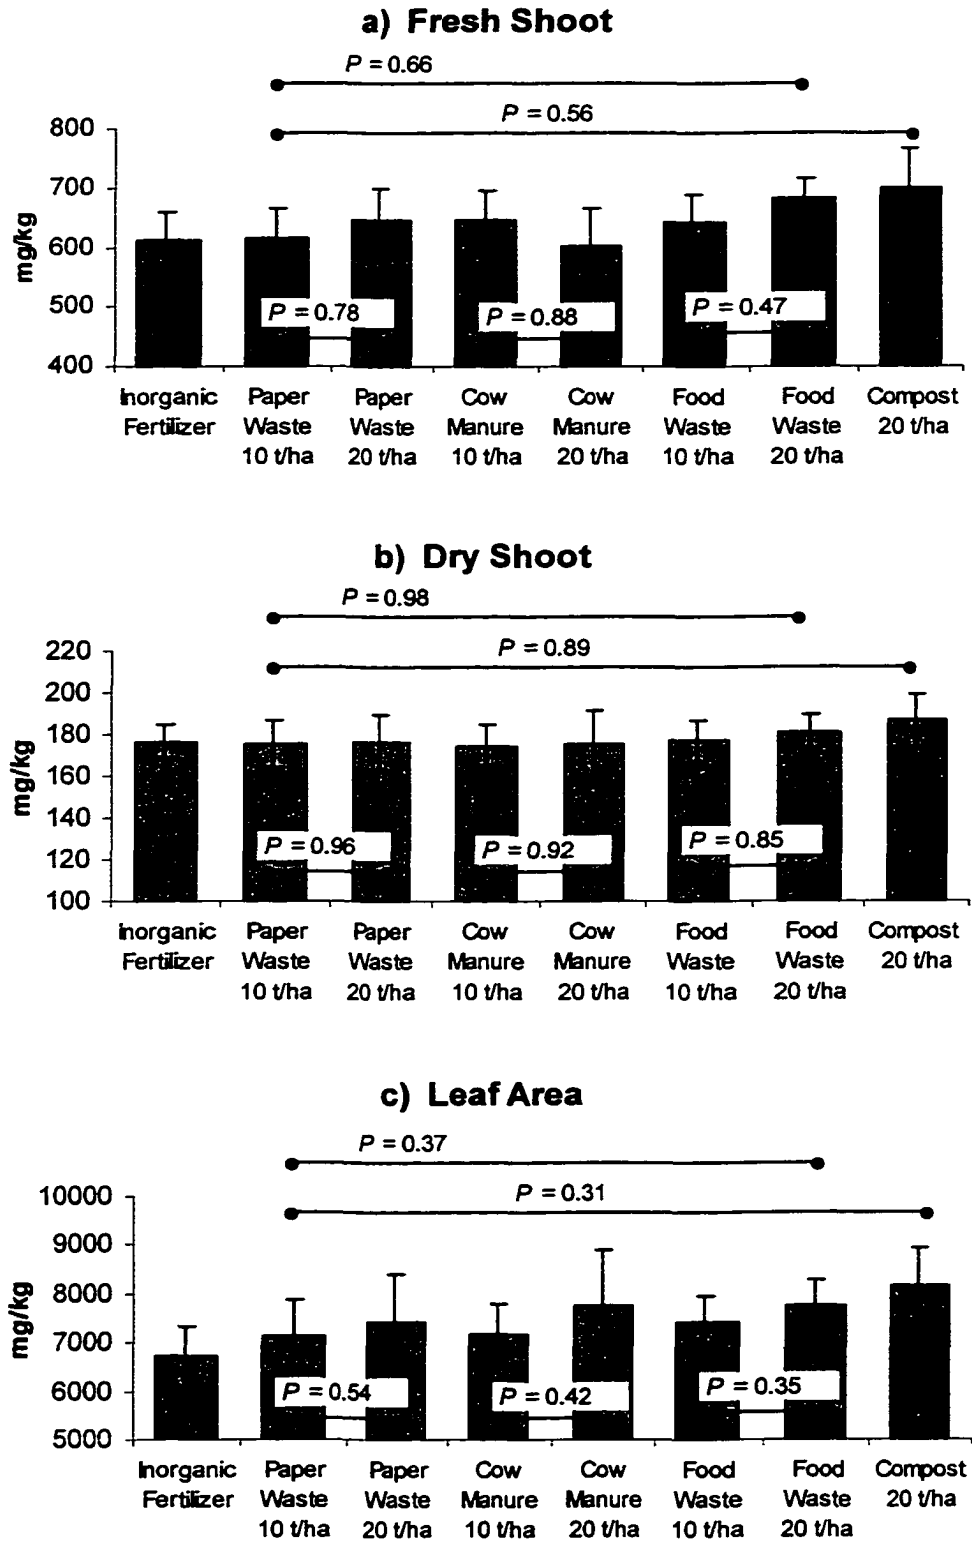 a) Fresh Shoot
P = 0.66
P = 0.56
800
700
600
500
400
mg/kg
P = 0.78
P = 0.88
P = 0.47
Inorganic Fertilizer
Paper Waste 10 t/ha
Paper Waste 20 t/ha
Cow Manure 10 t/ha
Cow Manure 20 t/ha
Food Waste 10 t/ha
Food Waste 20 t/ha
Compost 20 t/ha
b) Dry Shoot
P = 0.98
P = 0.89
220
200
180
160
140
120
100
mg/kg
P = 0.96
P = 0.92
P = 0.85
Inorganic Fertilizer
Paper Waste 10 t/ha
Paper Waste 20 t/ha
Cow Manure 10 t/ha
Cow Manure 20 t/ha
Food Waste 10 t/ha
Food Waste 20 t/ha
Compost 20 t/ha
c) Leaf Area
P = 0.37
P = 0.31
10000
9000
8000
7000
6000
5000
mg/kg
P = 0.54
P = 0.42
P = 0.35
Inorganic Fertilizer
Paper Waste 10 t/ha
Paper Waste 20 t/ha
Cow Manure 10 t/ha
Cow Manure 20 t/ha
Food Waste 10 t/ha
Food Waste 20 t/ha
Compost 20 t/ha